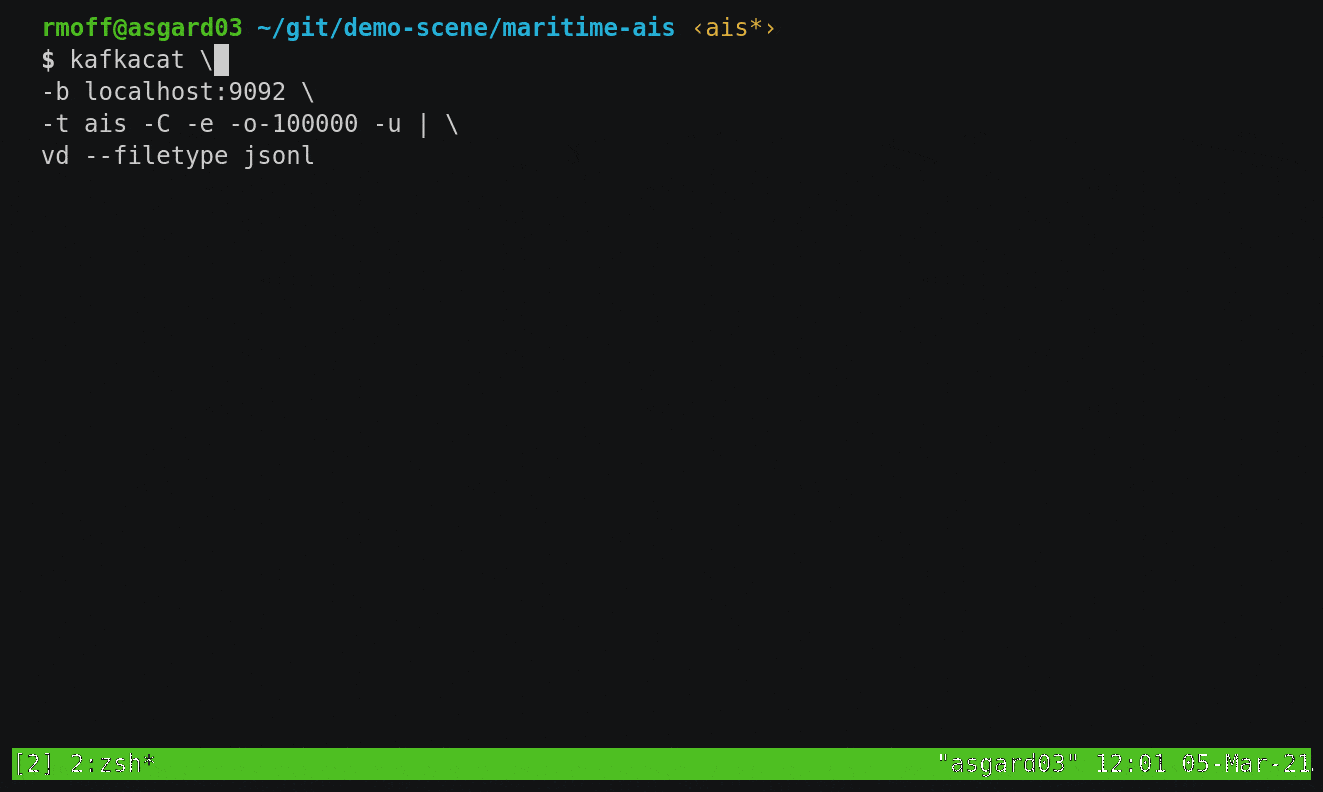 rmoff@asgard03 ~/git/demo-scene/maritime-ais ‹ais*›
$ kafkacat \
-b localhost:9092 \
-t ais -C -e -o-100000 -u | \
vd --filetype jsonl
[2] 2:zsh* "asgard03" 12:01 05-Mar-21